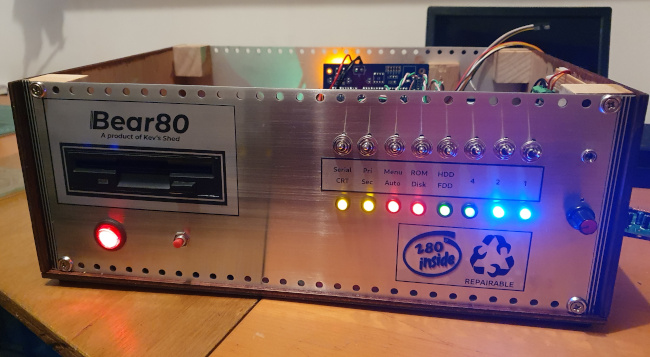 Bear80
A product of Kev's Shed
Serial Pri Menu ROM HDD
CRT Sec Auto Disk FDD 4 2 1
Z80
inside
REPAIRABLE